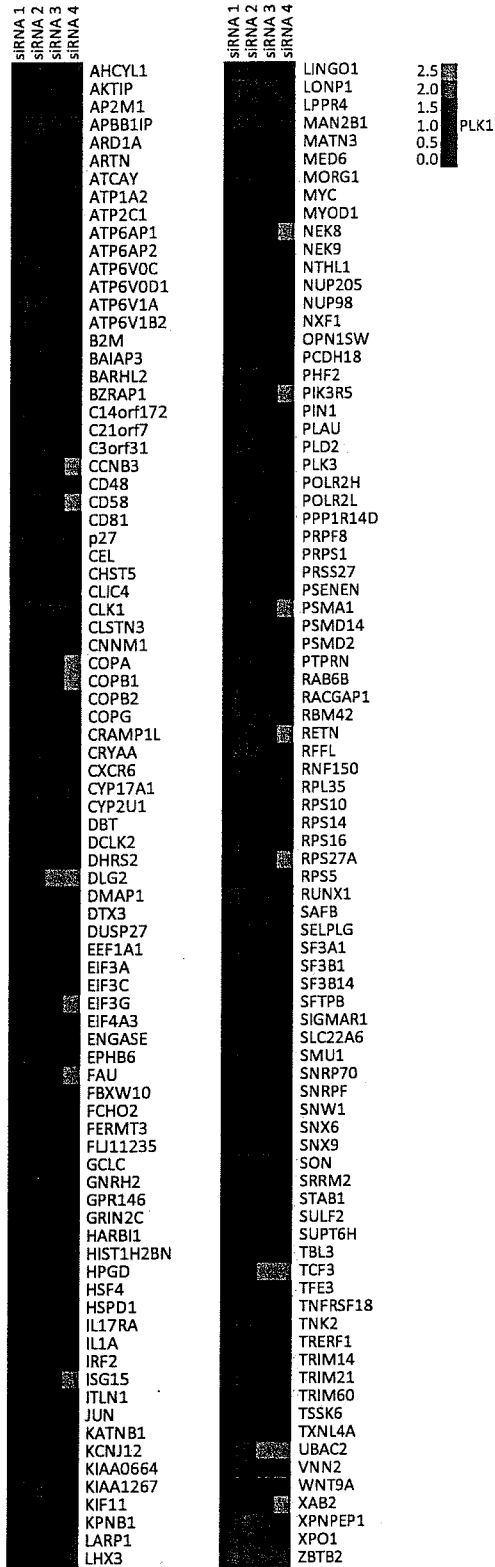 siRNA 1
siRNA 2
siRNA 3
siRNA 4
AHCYL1
AKTIP
AP2M1
APBB1IP
ARD1A
ARTN
ATCAY
ATP1A2
ATP2C1
ATP6AP1
ATP6AP2
ATP6V0C
ATP6V0D1
ATP6V1A
ATP6V1B2
B2M
BAIAP3
BARHL2
BZRAP1
C14orf172
C21orf7
C3orf31
CCNB3
CD48
CD58
CD81
p27
CEL
CHST5
CLIC4
CLK1
CLSTN3
CNNM1
COPA
COPB1
COPB2
COPG
CRAMP1L
CRYAA
CXCR6
CYP17A1
CYP2U1
DBT
DCLK2
DHRS2
DLG2
DMAP1
DTX3
DUSP27
EEF1A1
EIF3A
EIF3C
EIF3G
EIF4A3
ENGASE
EPHB6
FAU
FBXW10
FCHO2
FERMT3
FLJ11235
GCLC
GNRH2
GPR146
GRIN2C
HARBI1
HIST1H2BN
HPGD
HSF4
HSPD1
IL17RA
IL1A
IRF2
ISG15
ITLN1
JUN
KATNB1
KCNJ12
KIAA0664
KIAA1267
KIF11
KPNB1
LARP1
LHX3
siRNA 1
siRNA 2
siRNA 3
siRNA 4
LINGO1
LONP1
LPPR4
MAN2B1
MATN3
MED6
MORG1
MYC
MYOD1
NEK8
NEK9
NTHL1
NUP205
NUP98
NXF1
OPN1SW
PCDH18
PHF2
PIK3R5
PIN1
PLAU
PLD2
PLK3
POLR2H
POLR2L
PPP1R14D
PRPF8
PRPS1
PRSS27
PSENEN
PSMA1
PSMD14
PSMD2
PTPRN
RAB6B
RACGAP1
RBM42
RETN
RFFL
RNF150
RPL35
RPS10
RPS14
RPS16
RPS27A
RPS5
RUNX1
SAFB
SELPLG
SF3A1
SF3B1
SF3B14
SFTPB
SIGMAR1
SLC22A6
SMU1
SNRP70
SNRPF
SNW1
SNX6
SNX9
SON
SRRM2
STAB1
SULF2
SUPT6H
TBL3
TCF3
TFE3
TNFRSF18
TNK2
TRERF1
TRIM14
TRIM21
TRIM60
TSSK6
TXNL4A
UBAC2
VNN2
WNT9A
XAB2
XPNPEP1
XPO1
ZBTB2
2.5
2.0
1.5
1.0 PLK1
0.5
0.0